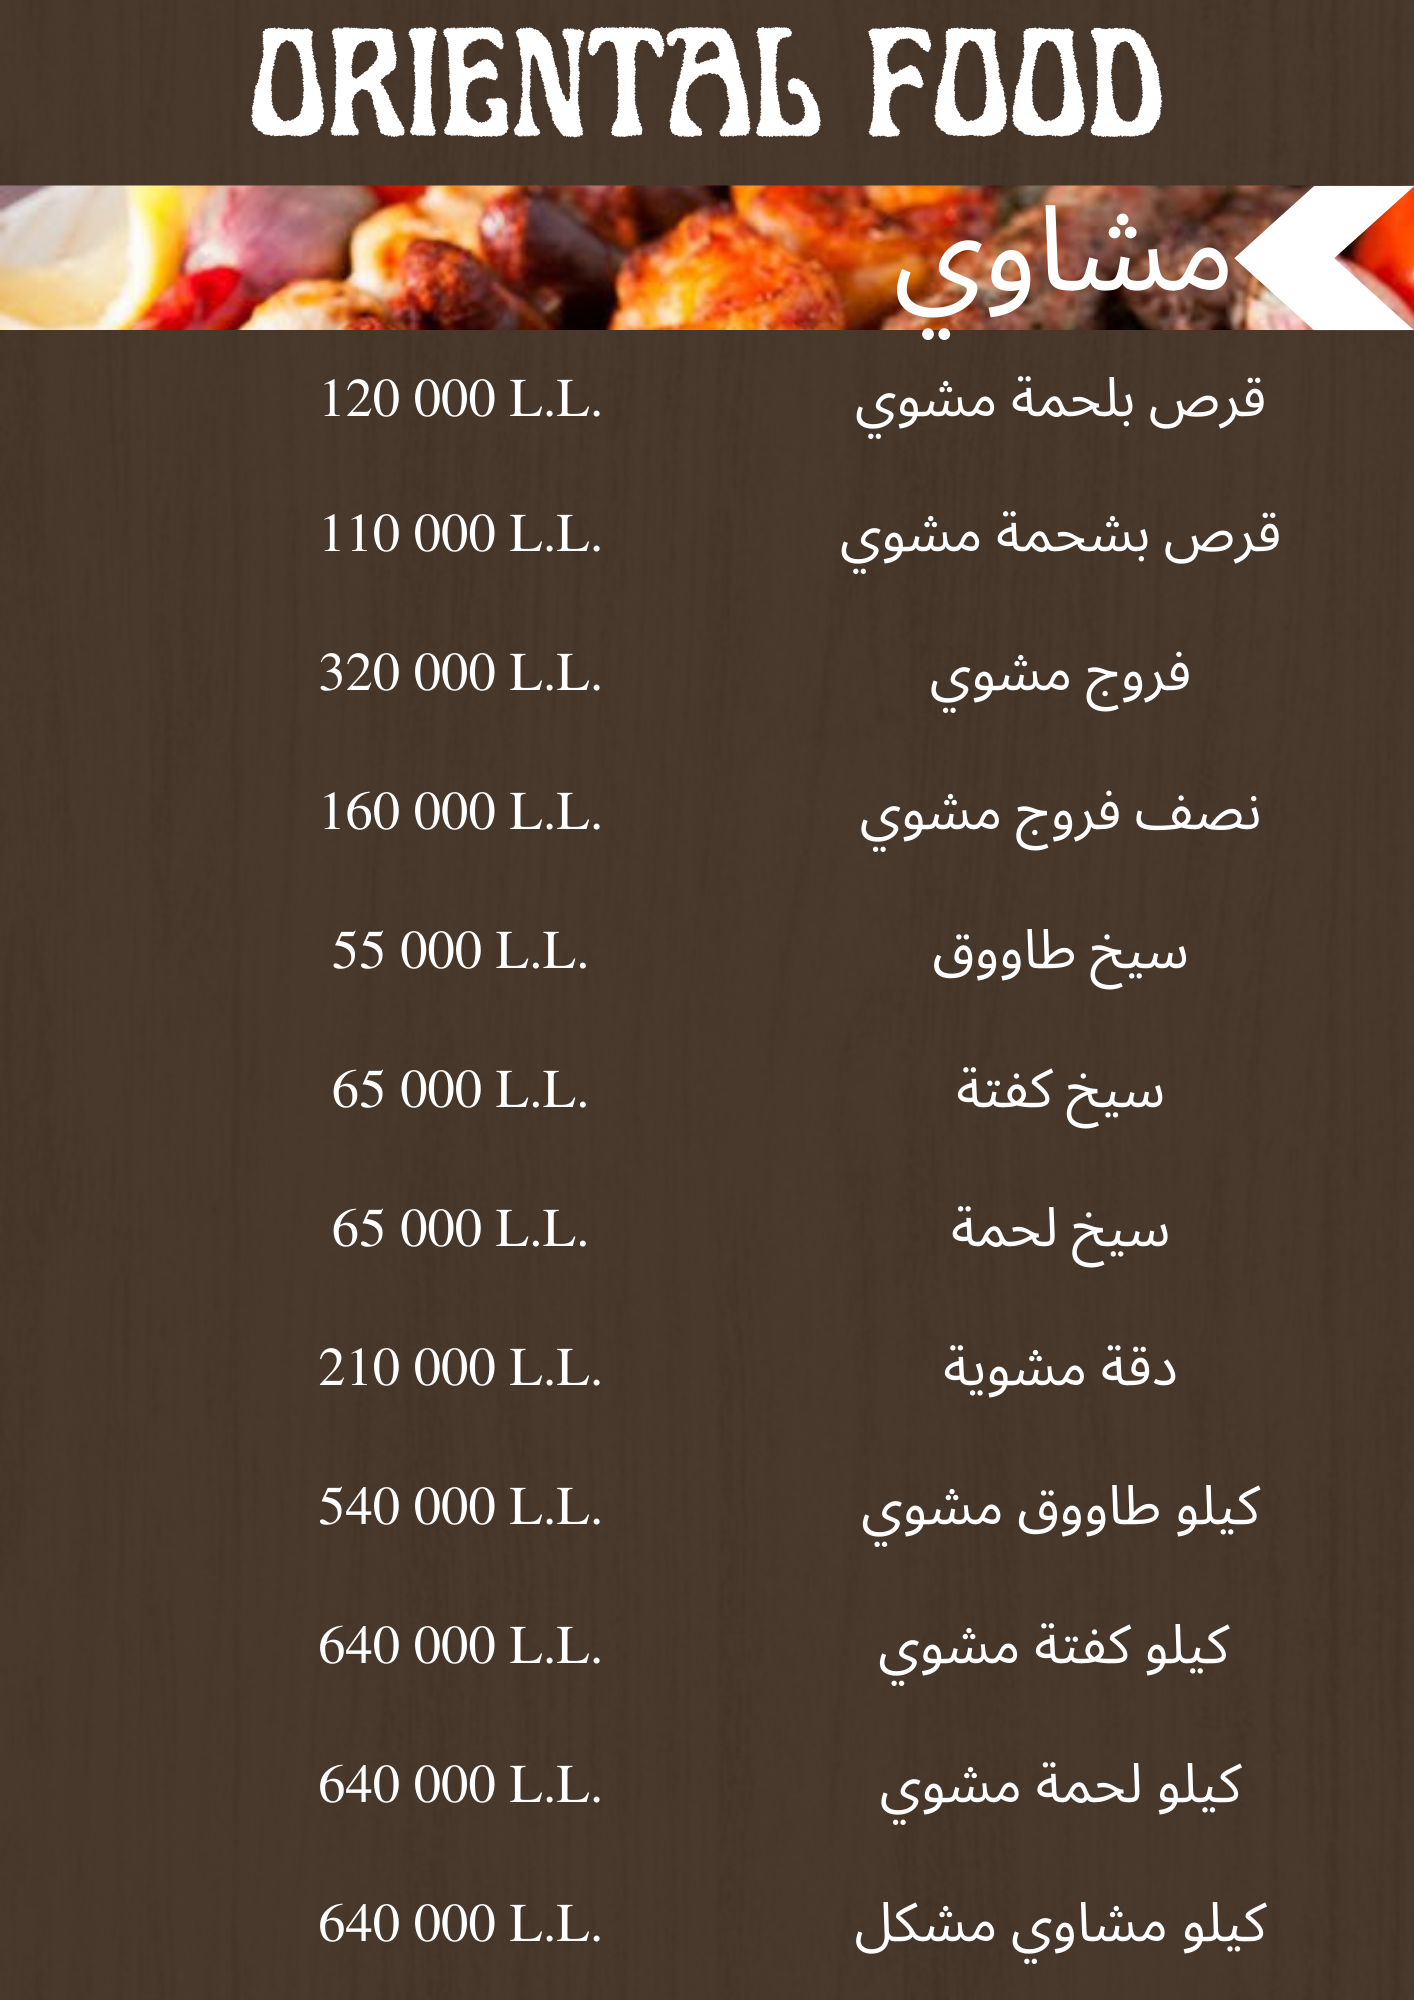 ORIENTAL FOOD
مشاوي
قرص بلحمة مشوي 120 000 L.L.
قرص بشحمة مشوي 110 000 L.L.
فروج مشوي 320 000 L.L.
نصف فروج مشوي 160 000 L.L.
سيخ طاووق 55 000 L.L.
سيخ كفتة 65 000 L.L.
سيخ لحمة 65 000 L.L.
دقة مشوية 210 000 L.L.
كيلو طاووق مشوي 540 000 L.L.
كيلو كفتة مشوي 640 000 L.L.
كيلو لحمة مشوي 640 000 L.L.
كيلو مشاوي مشكل 640 000 L.L.